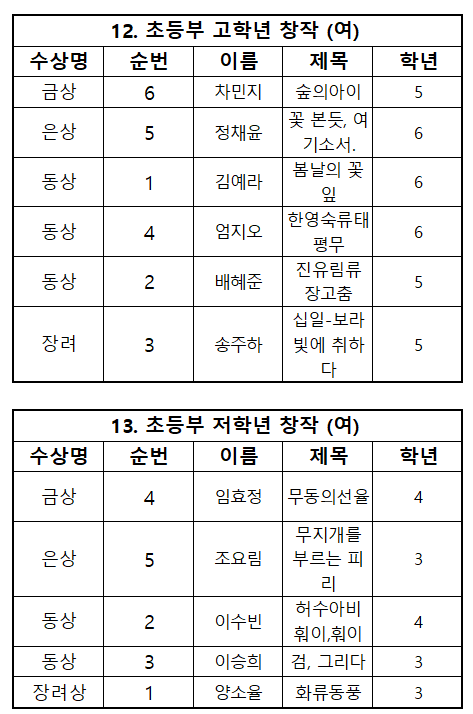 12. 초등부 고학년 창작 (여)
수상명 순번 이름 제목 학년
금상 6 차민지 숲의아이 5
은상 5 정채윤 꽃 본듯, 여
기소서. 6
동상 1 김예라 봄날의 꽃
잎 6
동상 4 엄지오 한영숙류태
평무 6
동상 2 배혜준 진유림류
장고춤 5
장려 3 송주하 십일-보라
빛에 취하
다 5
13. 초등부 저학년 창작 (여)
수상명 순번 이름 제목 학년
금상 4 임효정 무동의선율 4
은상 5 조요림 무지개를
부르는 피
리 3
동상 2 이수빈 허수아비
훠이,훠이 4
동상 3 이승희 검, 그리다 3
장려상 1 양소율 화류동풍 3